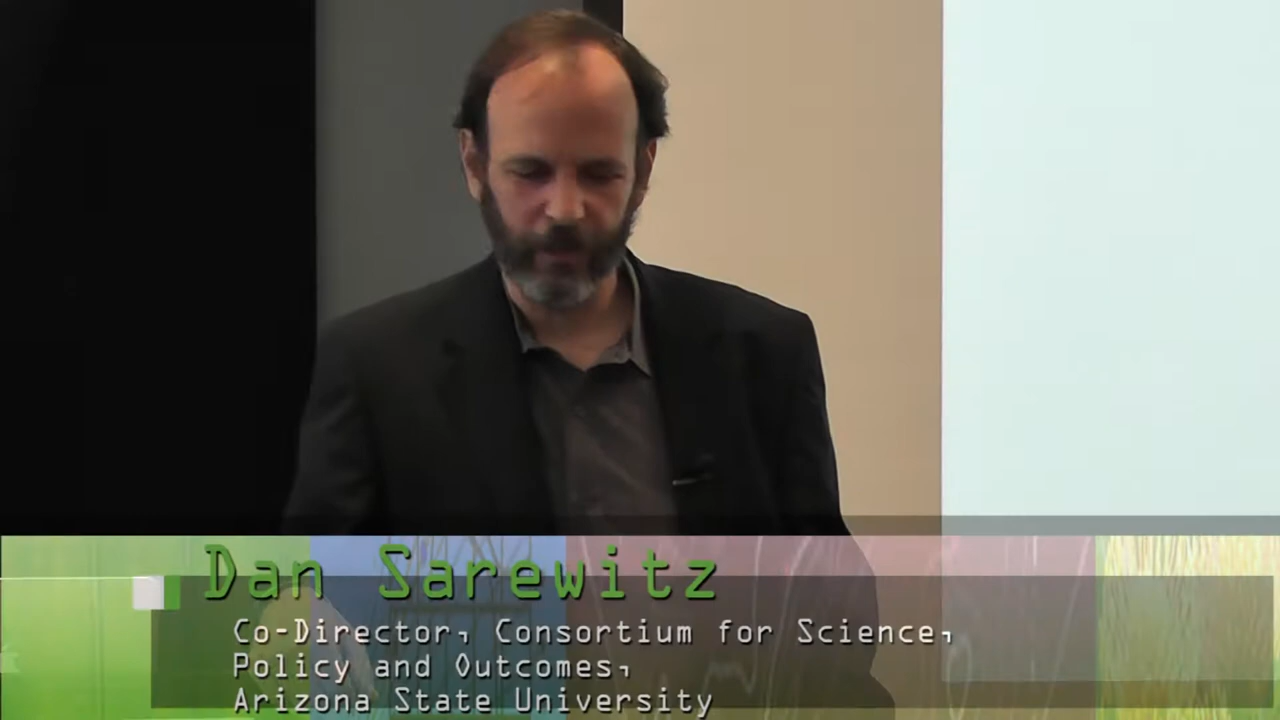 Dan Sarewitz
Co-Director, Consortium for Science,
Policy and Outcomes,
Arizona State University